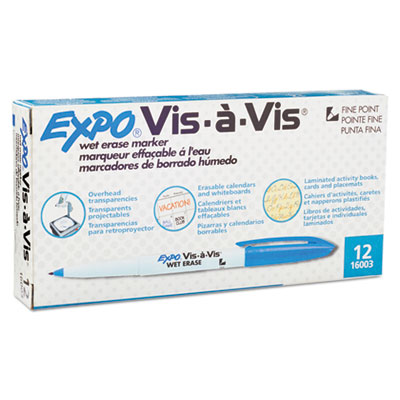 EXPO® Vis-à-Vis®
wet erase marker
marqueur effaçable á l'eau
marcadores de borrado húmedo
FINE POINT
POINTE FINE
PUNTA FINA
Overhead
transparencies
Transparents
projectables
Transparencias
para retroproyector
VACATION!
Erasable calendars
and whiteboards
Calendriers et
tableaux blancs
effaçables
Pizarras y calendarios
borrables
Laminated activity books,
cards and placemats
Cahiers d'activités, cartes
et napperons plastifiés
Libros de actividades,
tarjetas e individuales
laminados
EXPO Vis-à-Vis®
WET ERASE
12
16003